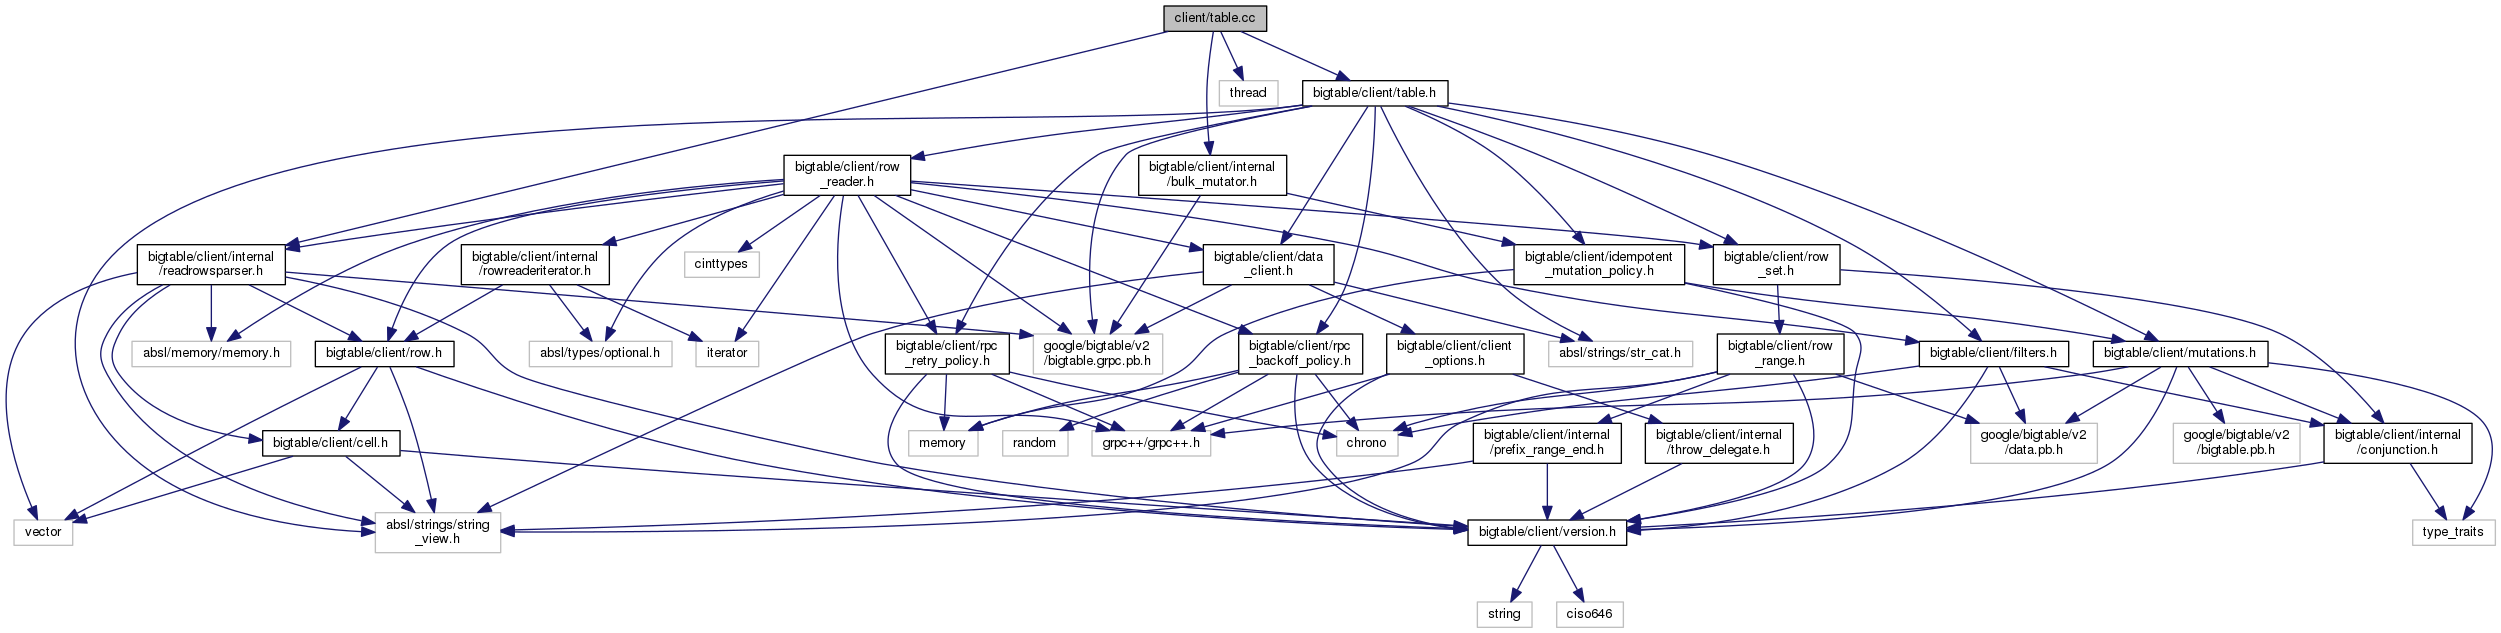 client/table.cc
thread
bigtable/client/table.h
bigtable/client/row
_reader.h
bigtable/client/internal
/bulk_mutator.h
bigtable/client/internal
/readrowsparser.h
bigtable/client/internal
/rowreaderiterator.h
cinttypes
bigtable/client/data
_client.h
bigtable/client/idempotent
_mutation_policy.h
bigtable/client/row
_set.h
absl/memory/memory.h
bigtable/client/row.h
absl/types/optional.h
iterator
bigtable/client/rpc
_retry_policy.h
google/bigtable/v2
/bigtable.grpc.pb.h
bigtable/client/rpc
_backoff_policy.h
bigtable/client/client
_options.h
absl/strings/str_cat.h
bigtable/client/row
_range.h
bigtable/client/filters.h
bigtable/client/mutations.h
bigtable/client/cell.h
memory
random
grpc++/grpc++.h
chrono
bigtable/client/internal
/prefix_range_end.h
bigtable/client/internal
/throw_delegate.h
google/bigtable/v2
/data.pb.h
google/bigtable/v2
/bigtable.pb.h
bigtable/client/internal
/conjunction.h
vector
absl/strings/string
_view.h
bigtable/client/version.h
type_traits
string
ciso646